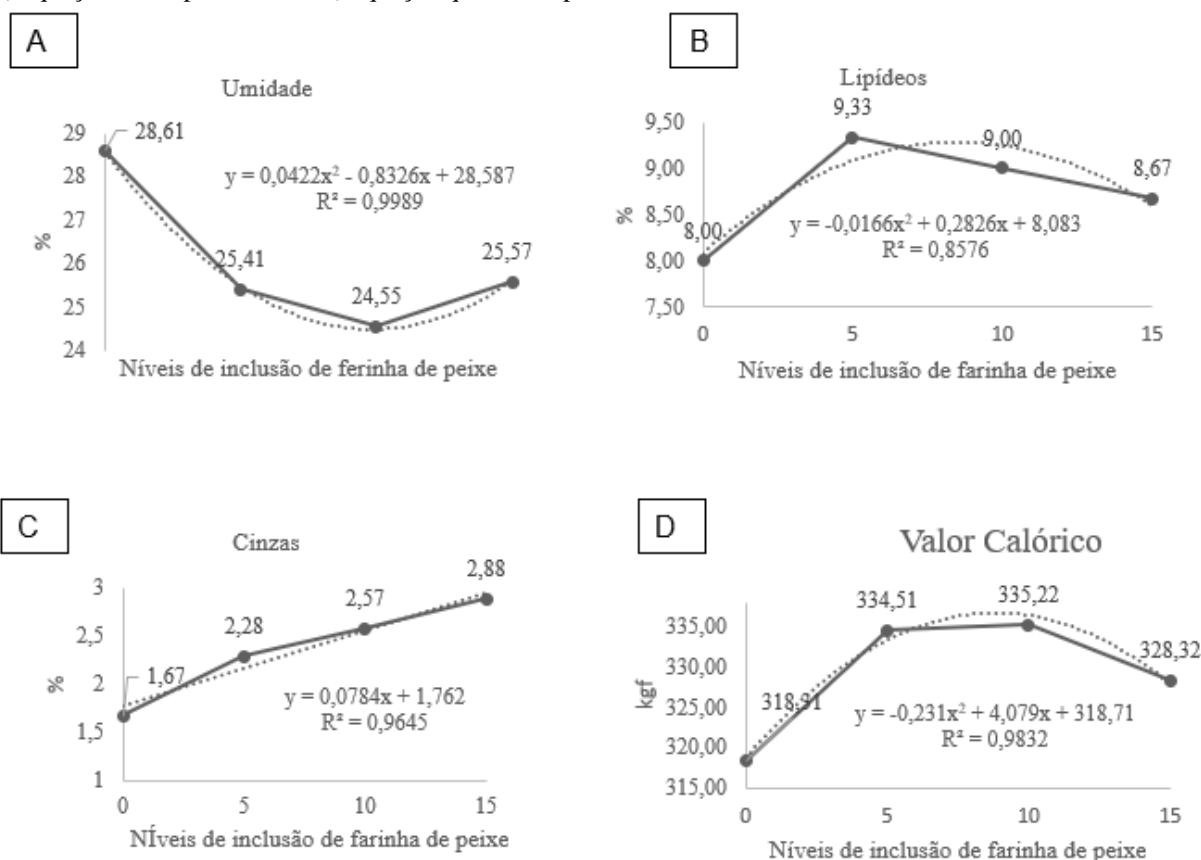 A
Umidade
29
28
27
26
25
24
%
28,61
25,41
24,55
25,57
y = 0,0422x² - 0,8326x + 28,587
R² = 0,9989
Níveis de inclusão de ferinha de peixe
B
Lipídeos
9,50
9,00
8,50
8,00
7,50
%
8,00
9,33
9,00
8,67
y = -0,0166x² + 0,2826x + 8,083
R² = 0,8576
0 5 10 15
Níveis de inclusão de farinha de peixe
C
Cinzas
3
2,5
2
1,5
1
%
1,67
2,28
2,57
2,88
y = 0,0784x + 1,762
R² = 0,9645
0 5 10 15
NÍveis de inclusão de farinha de peixe
D
Valor Calórico
335,00
330,00
325,00
320,00
315,00
kgf
318,31
334,51
335,22
328,32
y = -0,231x² + 4,079x + 318,71
R² = 0,9832
0 5 10 15
Níveis de inclusão de farinha de peixe